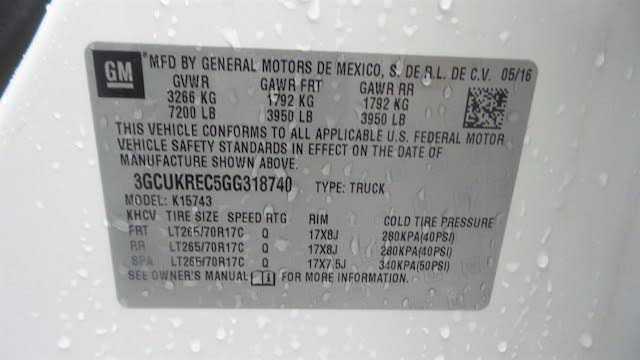 GM
MFD BY GENERAL MOTORS DE MEXICO, S. DE R.L. DE C.V. 05/16
GVWR GAWR FRT GAWR RR
3266 KG 1792 KG 1792 KG
7200 LB 3950 LB 3950 LB
THIS VEHICLE CONFORMS TO ALL APPLICABLE U.S. FEDERAL MOTOR
VEHICLE SAFETY STANDARDS IN EFFECT ON THE DATE OF
MANUFACTURE SHOWN ABOVE.
3GCUKREC5GG318740 TYPE: TRUCK
MODEL: K15743
KHCV TIRE SIZE SPEED RTG RIM COLD TIRE PRESSURE
FRT LT265/70R17C Q 17X8J 280KPA(40PSI)
RR LT265/70R17C Q 17X8J 280KPA(40PSI)
SPA LT265/70R17C Q 17X7.5J 340KPA(50PSI)
SEE OWNER'S MANUAL FOR MORE INFORMATION.